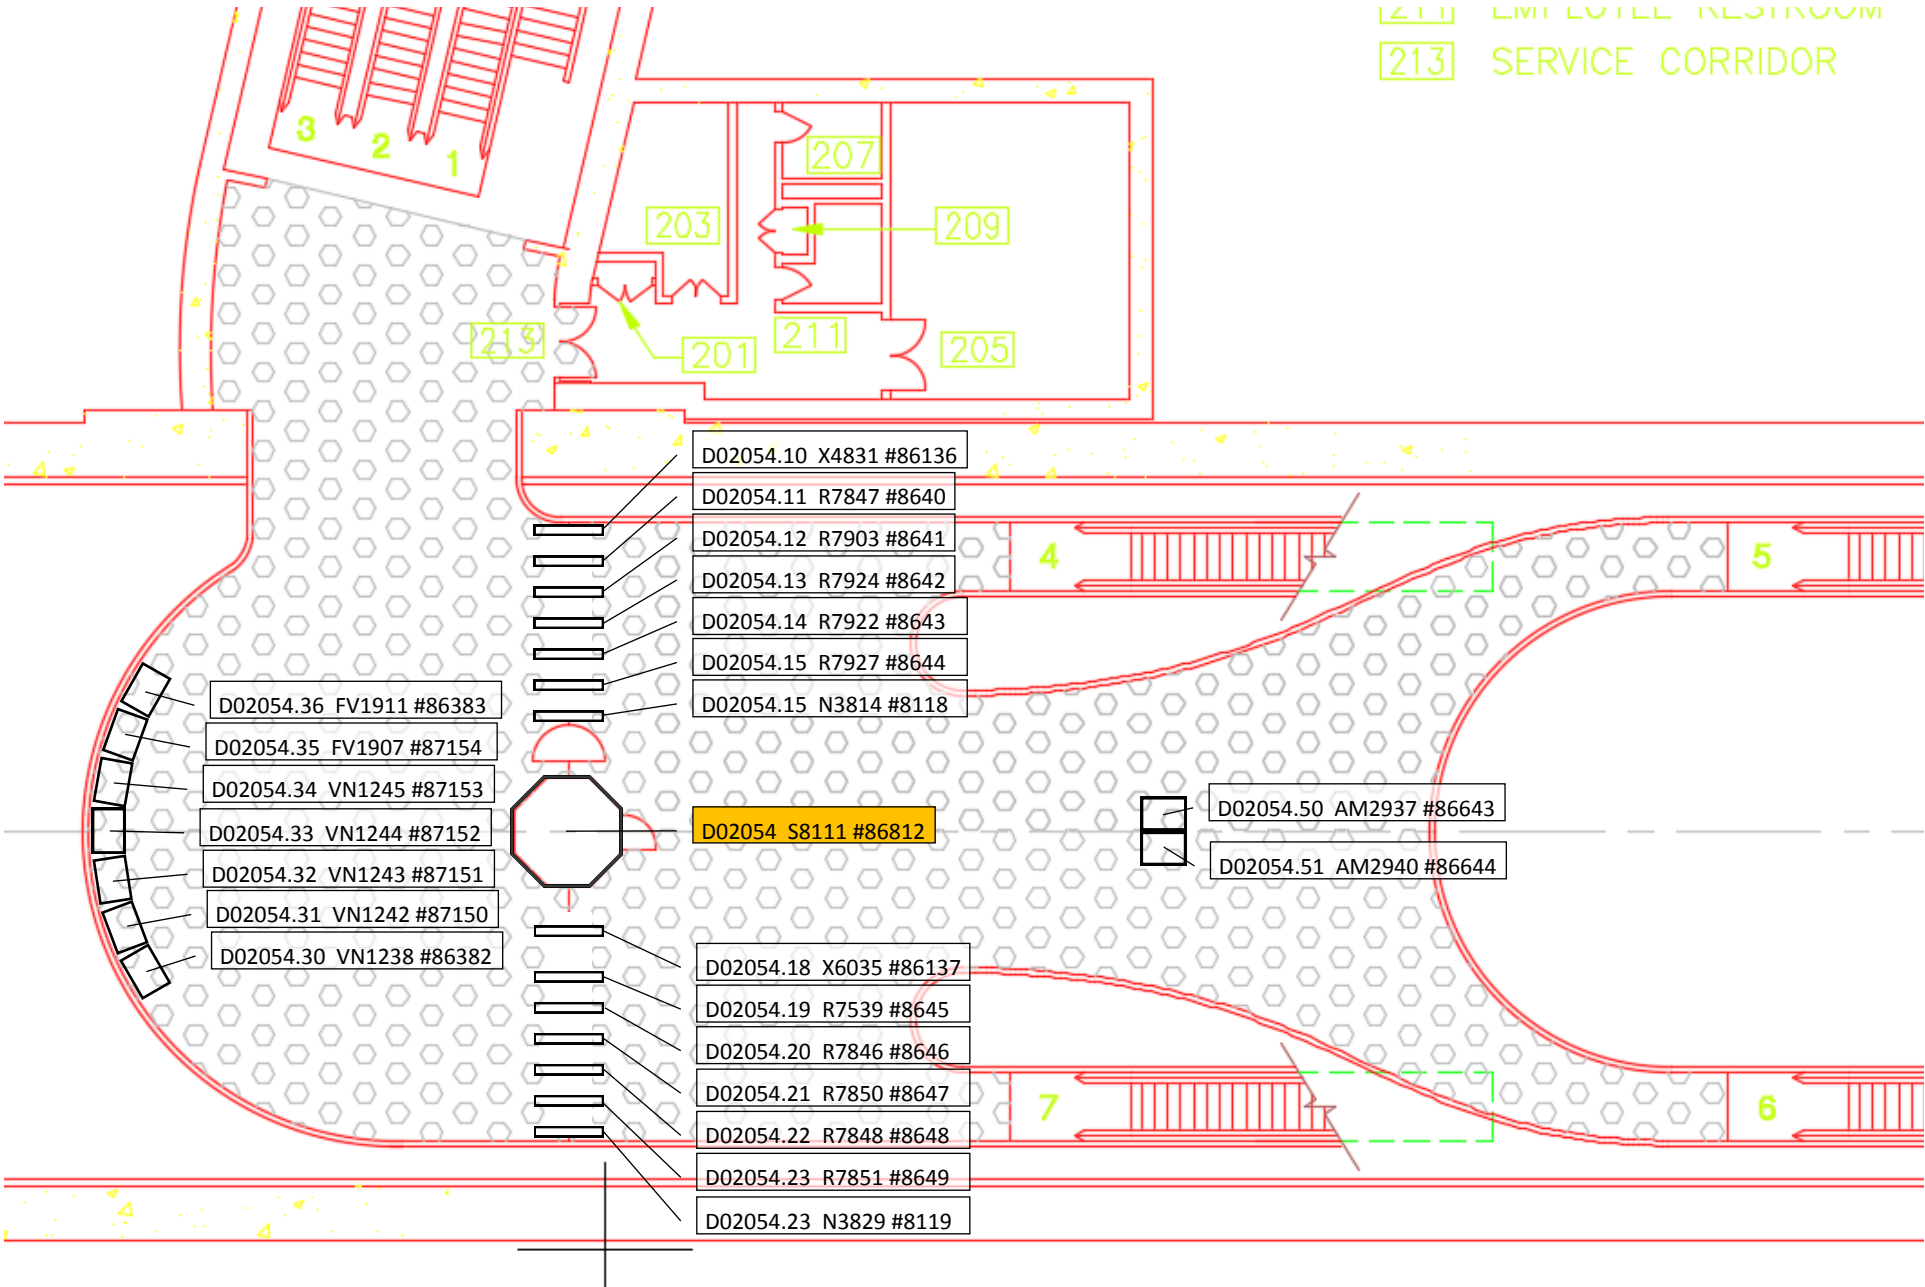 211 EMPLOYEE RESTROOM
213 SERVICE CORRIDOR
3
2
1
207
203
209
213
201
211
205
D02054.10 X4831 #86136
D02054.11 R7847 #8640
D02054.12 R7903 #8641
D02054.13 R7924 #8642
D02054.14 R7922 #8643
D02054.15 R7927 #8644
D02054.15 N3814 #8118
4
5
D02054.36 FV1911 #86383
D02054.35 FV1907 #87154
D02054.34 VN1245 #87153
D02054.33 VN1244 #87152
D02054.32 VN1243 #87151
D02054.31 VN1242 #87150
D02054.30 VN1238 #86382
D02054 S8111 #86812
D02054.50 AM2937 #86643
D02054.51 AM2940 #86644
D02054.18 X6035 #86137
D02054.19 R7539 #8645
D02054.20 R7846 #8646
D02054.21 R7850 #8647
D02054.22 R7848 #8648
D02054.23 R7851 #8649
D02054.23 N3829 #8119
7
6